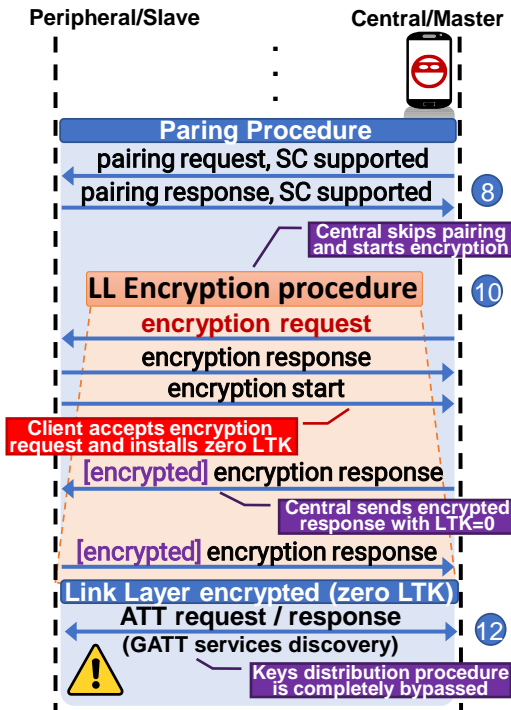 Peripheral/Slave
Central/Master
Paring Procedure
pairing request, SC supported
pairing response, SC supported
8
Central skips pairing
and starts encryption
LL Encryption procedure
10
encryption request
encryption response
encryption start
Client accepts encryption
request and installs zero LTK
[encrypted] encryption response
Central sends encrypted
response with LTK=0
[encrypted] encryption response
Link Layer encrypted (zero LTK)
ATT request / response
12
(GATT services discovery)
Keys distribution procedure
is completely bypassed